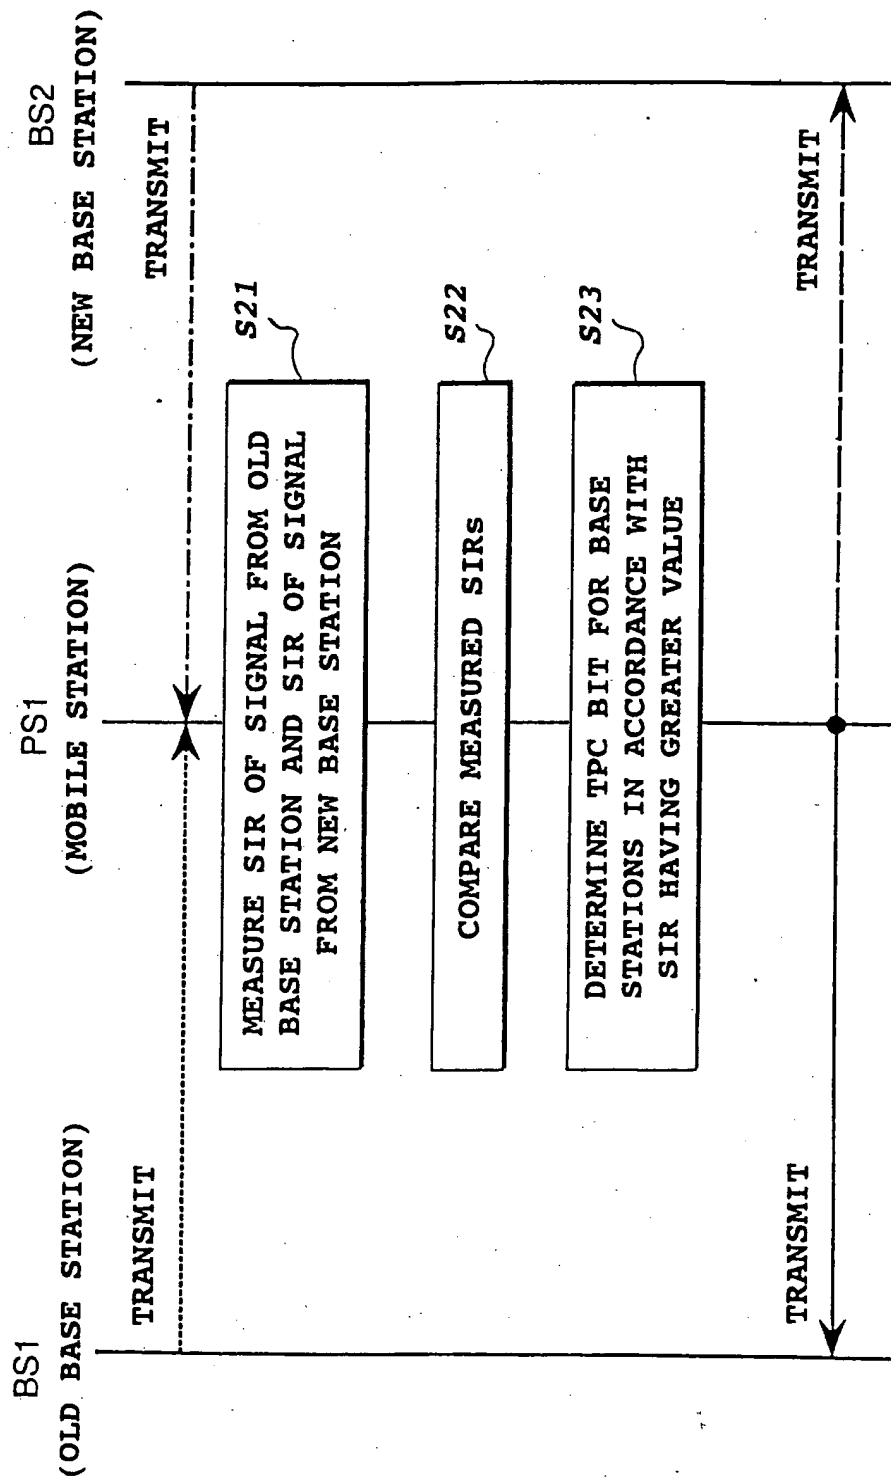 BS1
(OLD BASE STATION)
PS1
(MOBILE STATION)
BS2
(NEW BASE STATION)
TRANSMIT
TRANSMIT
S21
MEASURE SIR OF SIGNAL FROM OLD
BASE STATION AND SIR OF SIGNAL
FROM NEW BASE STATION
S22
COMPARE MEASURED SIRs
S23
DETERMINE TPC BIT FOR BASE
STATIONS IN ACCORDANCE WITH
SIR HAVING GREATER VALUE
TRANSMIT
TRANSMIT